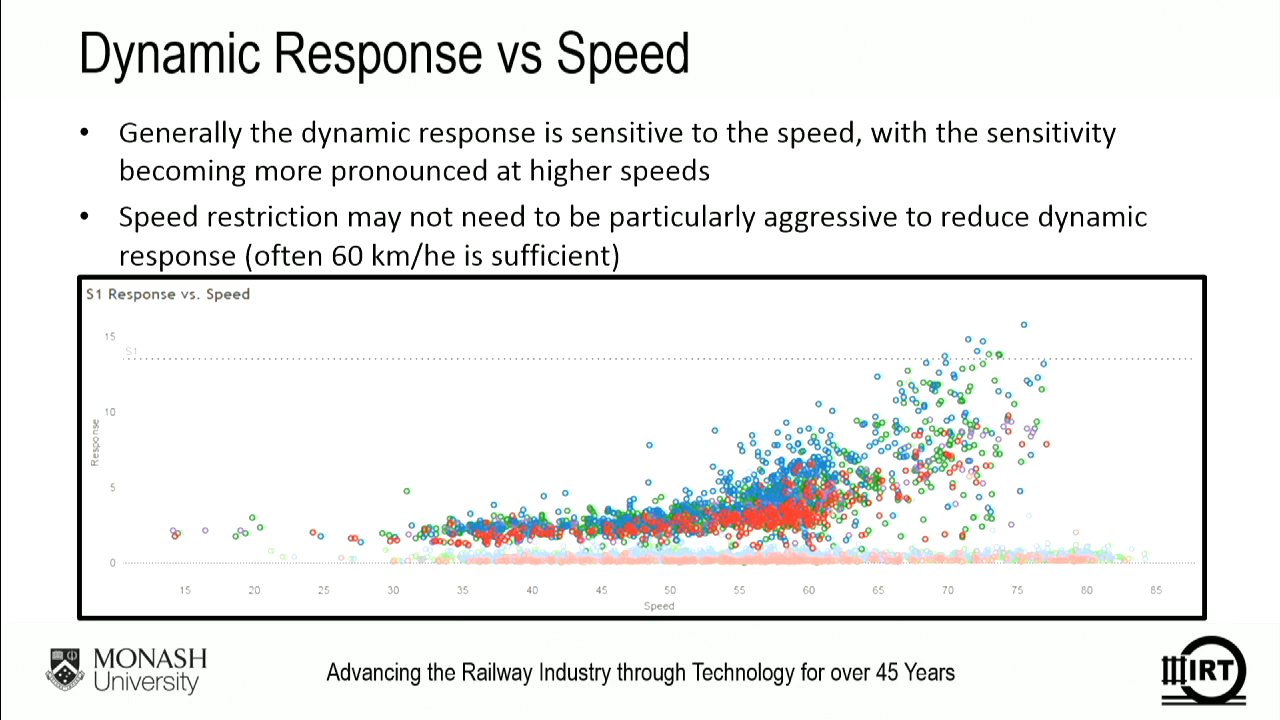 Dynamic Response vs Speed
• Generally the dynamic response is sensitive to the speed, with the sensitivity
becoming more pronounced at higher speeds
• Speed restriction may not need to be particularly aggressive to reduce dynamic
response (often 60 km/he is sufficient)
S1 Response vs. Speed
15
S1
10
Response
5
0
15 20 25 30 35 40 45 50 55 60 65 70 75 80 85
Speed
MONASH
University
Advancing the Railway Industry through Technology for over 45 Years
IRT